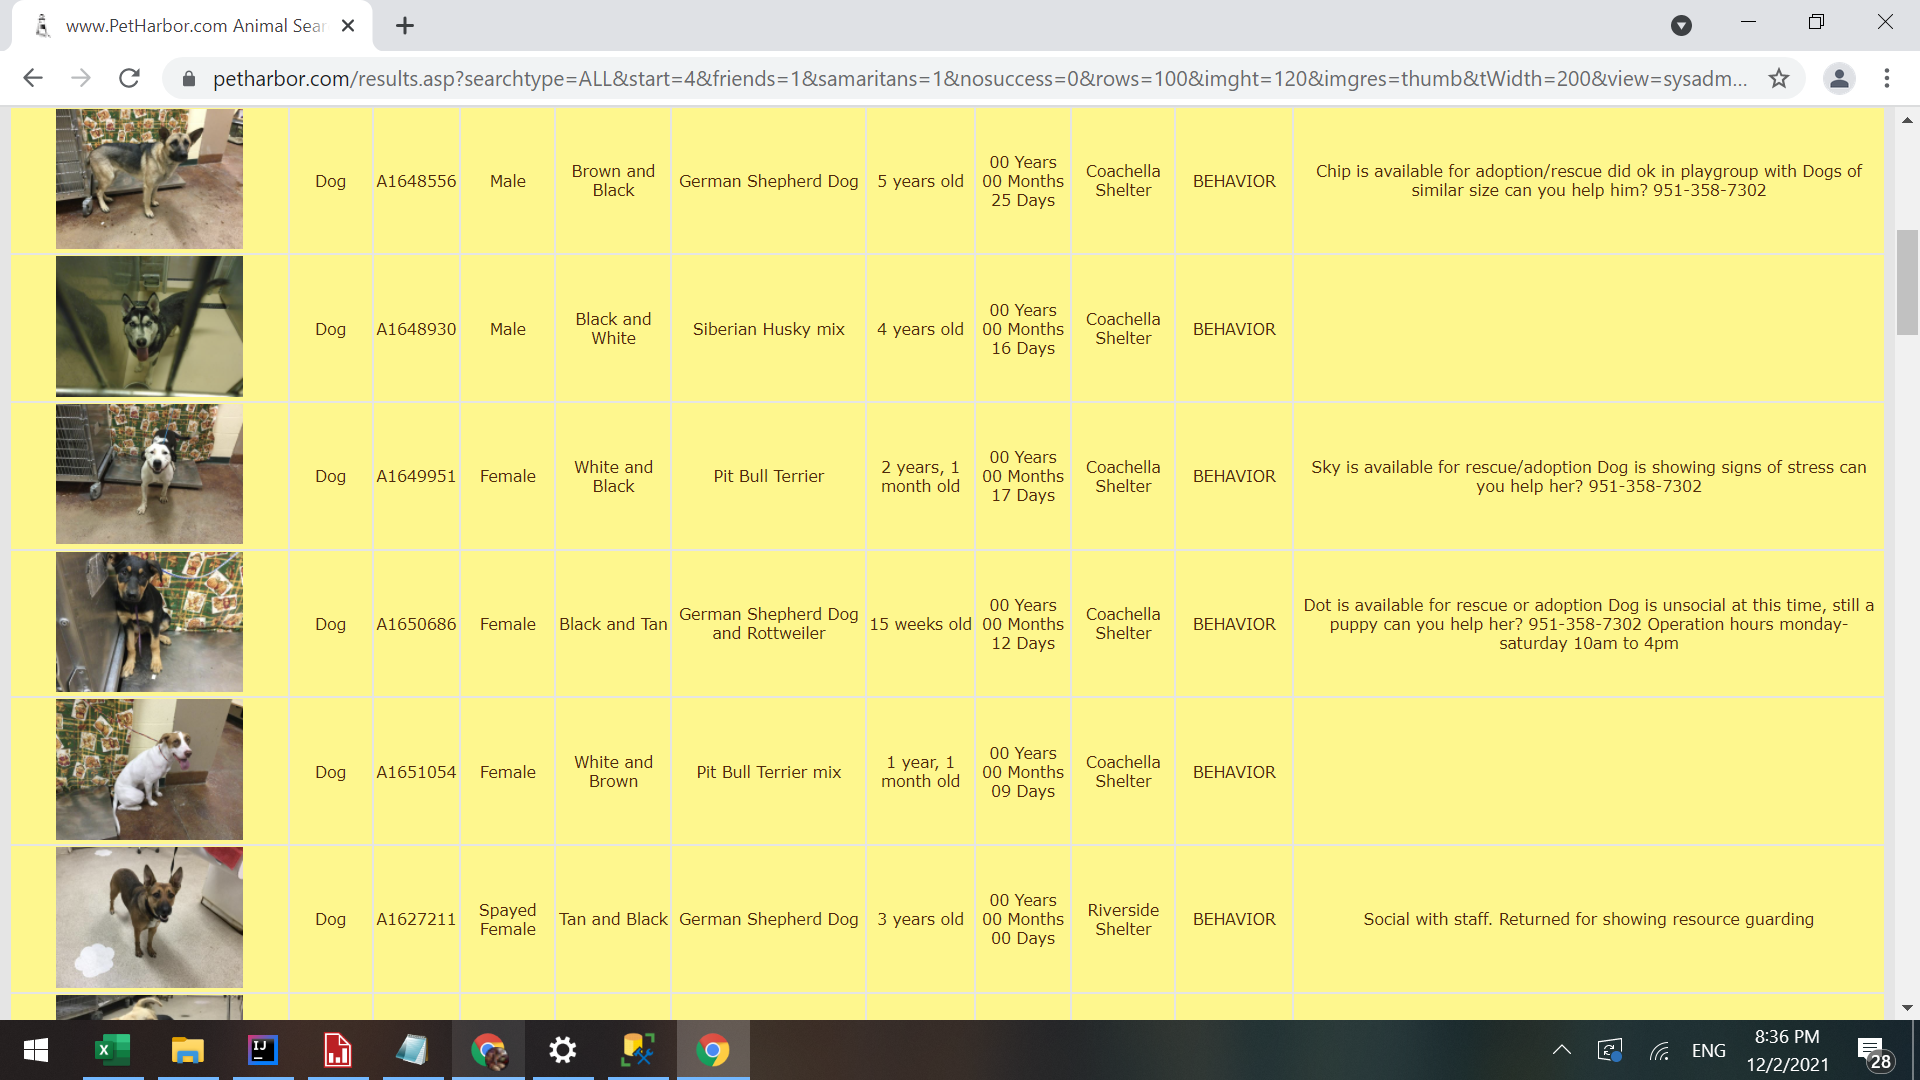 www.PetHarbor.com Animal Sear
petharbor.com/results.asp?searchtype=ALL&start=4&friends=1&samaritans=1&nosuccess=0&rows=100&imght=120&imgres=thumb&tWidth=200&view=sysadm...
Dog
A1648556
Male
Brown and
Black
German Shepherd Dog
5 years old
00 Years
00 Months
25 Days
Coachella
Shelter
BEHAVIOR
Chip is available for adoption/rescue did ok in playgroup with Dogs of
similar size can you help him? 951-358-7302
Dog
A1648930
Male
Black and
White
Siberian Husky mix
4 years old
00 Years
00 Months
16 Days
Coachella
Shelter
BEHAVIOR
Dog
A1649951
Female
White and
Black
Pit Bull Terrier
2 years, 1
month old
00 Years
00 Months
17 Days
Coachella
Shelter
BEHAVIOR
Sky is available for rescue/adoption Dog is showing signs of stress can
you help her? 951-358-7302
Dog
A1650686
Female
Black and Tan
German Shepherd Dog
and Rottweiler
15 weeks old
00 Years
00 Months
12 Days
Coachella
Shelter
BEHAVIOR
Dot is available for rescue or adoption Dog is unsocial at this time, still a
puppy can you help her? 951-358-7302 Operation hours monday-
saturday 10am to 4pm
Dog
A1651054
Female
White and
Brown
Pit Bull Terrier mix
1 year, 1
month old
00 Years
00 Months
09 Days
Coachella
Shelter
BEHAVIOR
Dog
A1627211
Spayed
Female
Tan and Black
German Shepherd Dog
3 years old
00 Years
00 Months
00 Days
Riverside
Shelter
BEHAVIOR
Social with staff. Returned for showing resource guarding
ENG
8:36 PM
12/2/2021
28